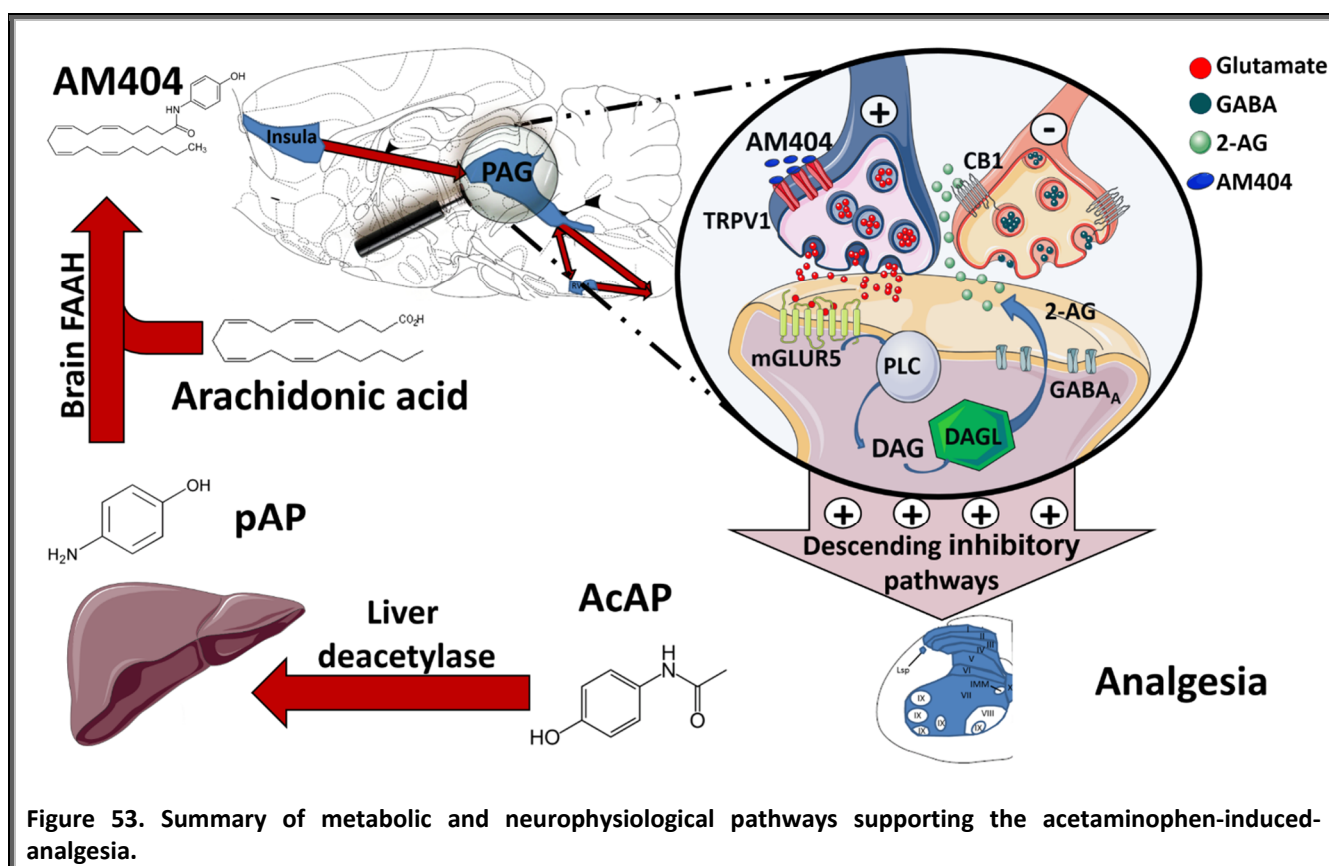 AM404
OH
HN
O
CH3
Insula
PAG
Brain FAAH
CO2H
Arachidonic acid
OH
H2N
pAP
Liver
deacetylase
AcAP
H
N
O
HO
Glutamate
GABA
2-AG
AM404
+
-
AM404
TRPV1
CB1
2-AG
mGLUR5
PLC
GABAA
DAG
DAGL
+ + + +
Descending inhibitory
pathways
Lsp
I
II
III
IV
V
VI
IMM
X
VII
VIII
IX
IX
IX
IX
IX
Analgesia
Figure 53. Summary of metabolic and neurophysiological pathways supporting the acetaminophen-induced-
analgesia.